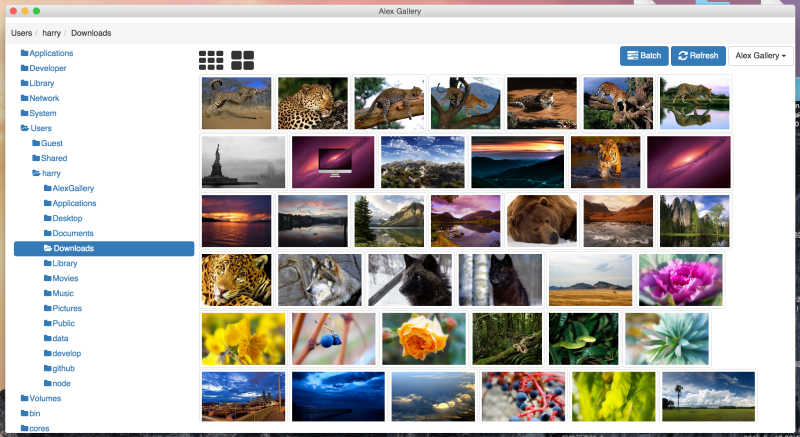 Alex Gallery
Users / harry / Downloads
Batch
Refresh
Alex Gallery
Applications
Developer
Library
Network
System
Users
Guest
Shared
harry
AlexGallery
Applications
Desktop
Documents
Downloads
Library
Movies
Music
Pictures
Public
data
develop
github
node
Volumes
bin
cores